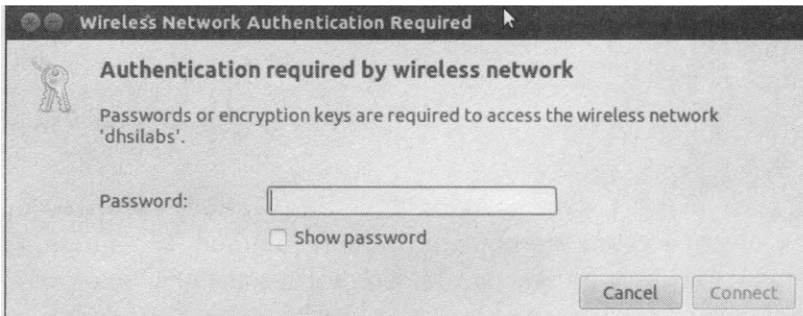 Wireless Network Authentication Required
Authentication required by wireless network
Passwords or encryption keys are required to access the wireless network
'dhsilabs'.
Password:
Show password
Cancel
Connect